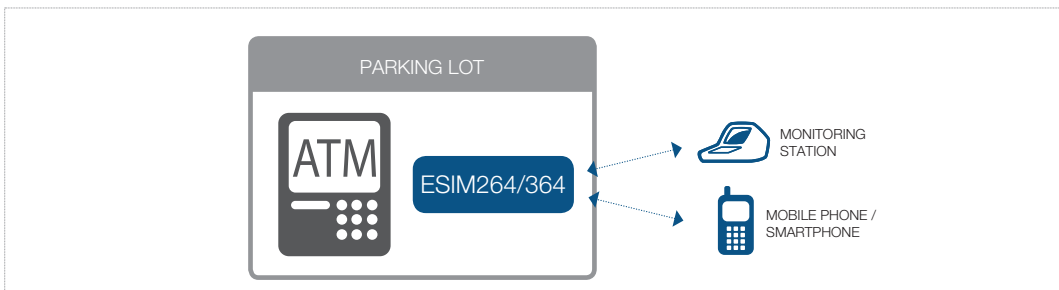 PARKING LOT
ATM
ESIM264/364
MONITORING
STATION
MOBILE PHONE /
SMARTPHONE